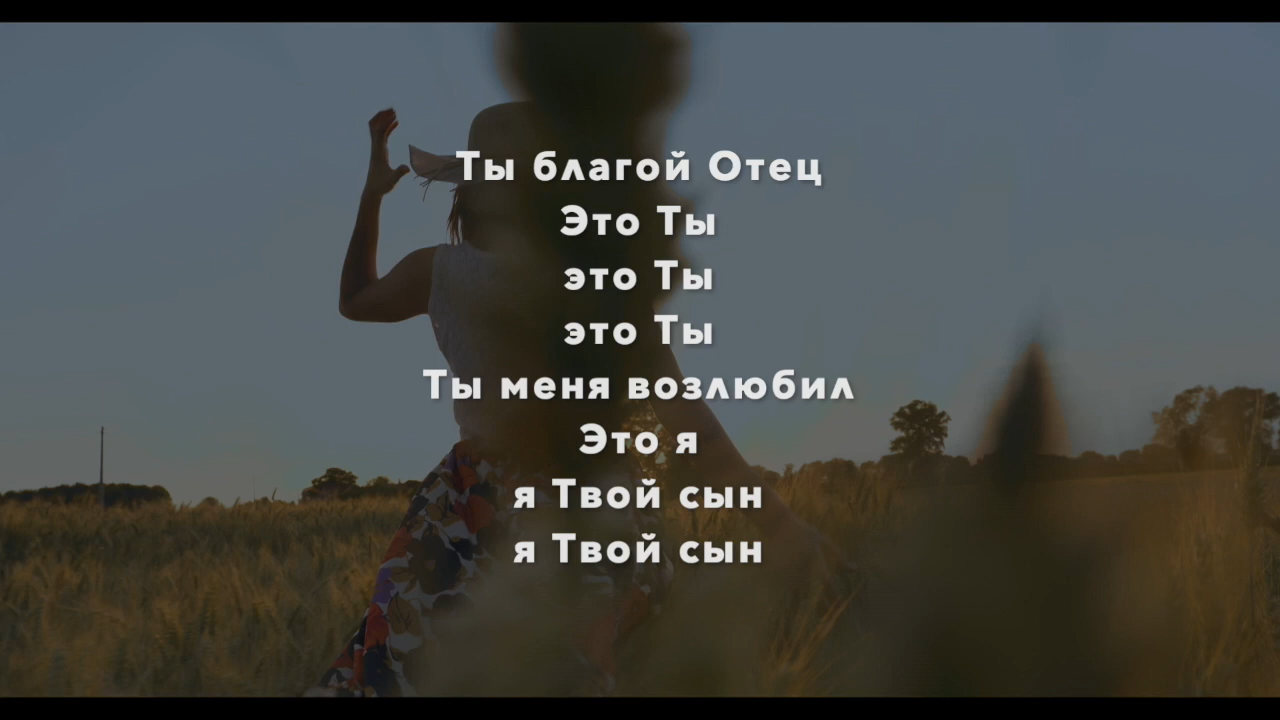 Ты благой Отец
Это Ты
это Ты
это Ты
Ты меня возлюбил
Это я
я Твой сын
я Твой сын